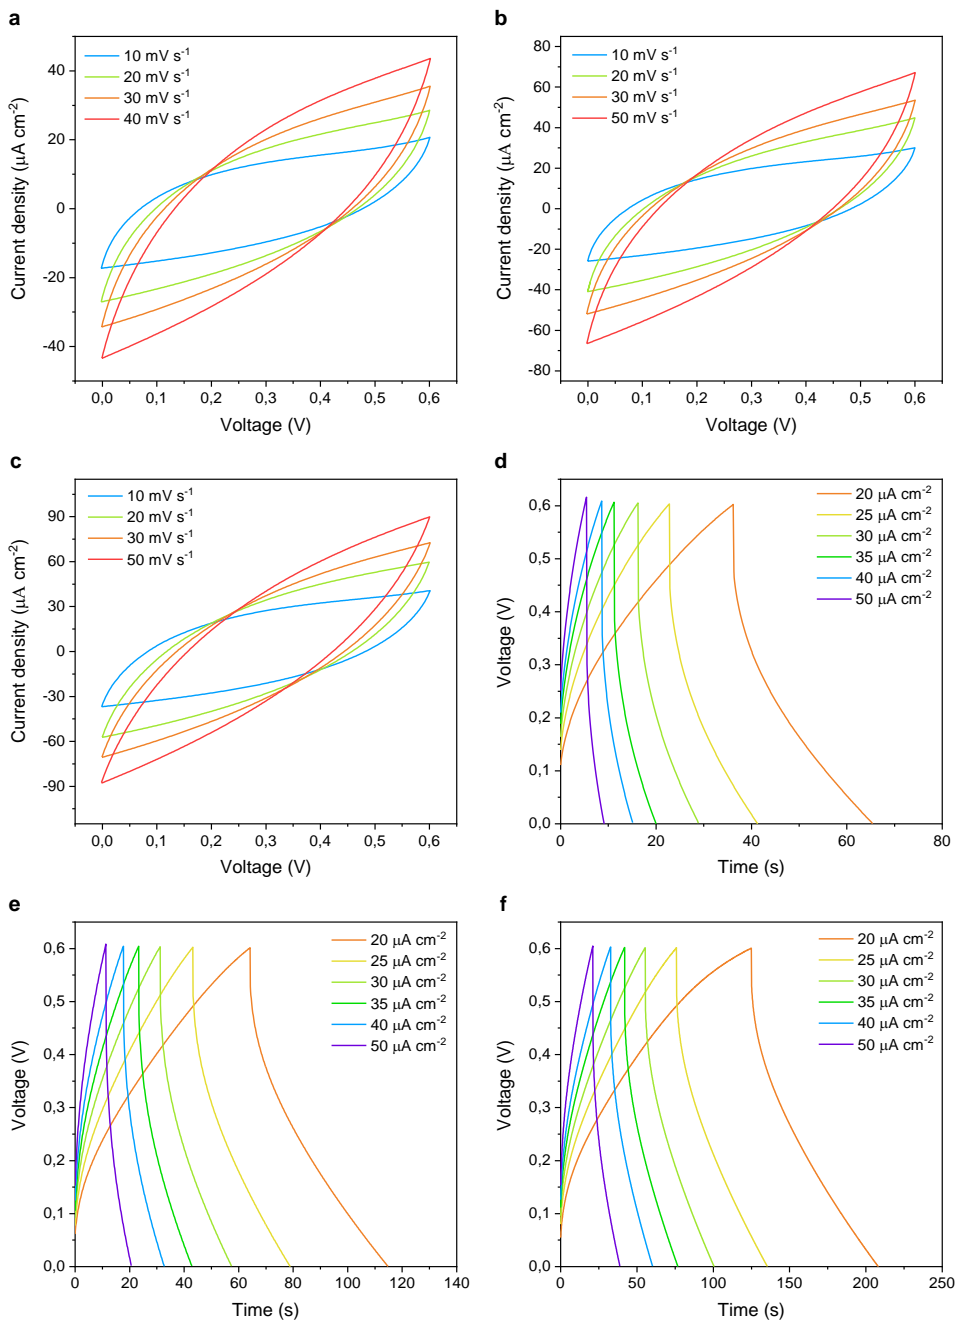 a
10 mV s⁻¹
20 mV s⁻¹
30 mV s⁻¹
40 mV s⁻¹
40
20
0
-20
-40
Current density (μA cm⁻²)
0,0 0,1 0,2 0,3 0,4 0,5 0,6
Voltage (V)
b
10 mV s⁻¹
20 mV s⁻¹
30 mV s⁻¹
50 mV s⁻¹
80
60
40
20
0
-20
-40
-60
-80
Current density (μA cm⁻²)
0,0 0,1 0,2 0,3 0,4 0,5 0,6
Voltage (V)
c
10 mV s⁻¹
20 mV s⁻¹
30 mV s⁻¹
50 mV s⁻¹
90
60
30
0
-30
-60
-90
Current density (μA cm⁻²)
0,0 0,1 0,2 0,3 0,4 0,5 0,6
Voltage (V)
d
20 μA cm⁻²
25 μA cm⁻²
30 μA cm⁻²
35 μA cm⁻²
40 μA cm⁻²
50 μA cm⁻²
0,6
0,5
0,4
0,3
0,2
0,1
0,0
Voltage (V)
0 20 40 60 80
Time (s)
e
20 μA cm⁻²
25 μA cm⁻²
30 μA cm⁻²
35 μA cm⁻²
40 μA cm⁻²
50 μA cm⁻²
0,6
0,5
0,4
0,3
0,2
0,1
0,0
Voltage (V)
0 20 40 60 80 100 120 140
Time (s)
f
20 μA cm⁻²
25 μA cm⁻²
30 μA cm⁻²
35 μA cm⁻²
40 μA cm⁻²
50 μA cm⁻²
0,6
0,5
0,4
0,3
0,2
0,1
0,0
Voltage (V)
0 50 100 150 200 250
Time (s)